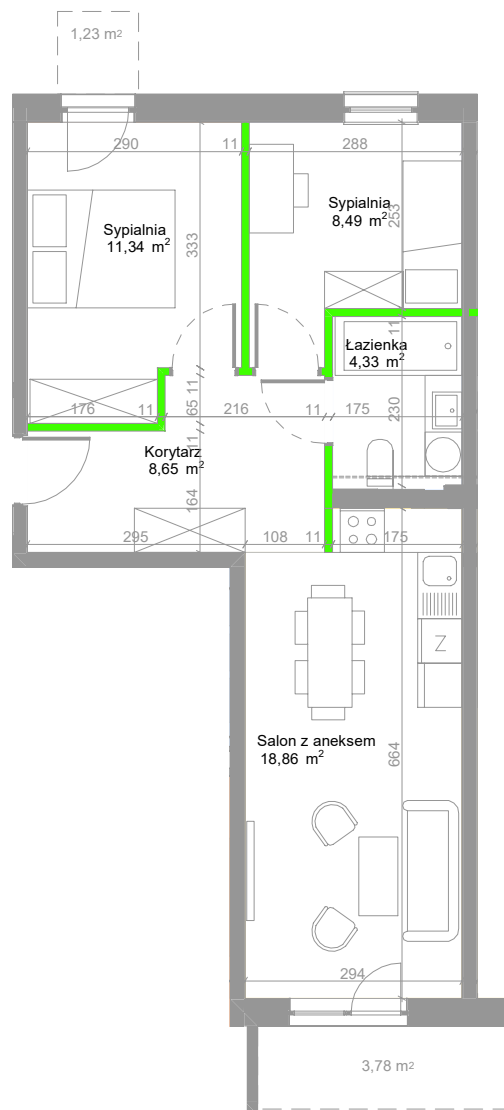 1,23 m²
290
11
288
Sypialnia
11,34 m²
Sypialnia
8,49 m²
253
333
11
Łazienka
4,33 m²
11
65
176
11
216
11
175
230
11
Korytarz
8,65 m²
164
295
108
11
175
Z
Salon z aneksem
18,86 m²
664
294
3,78 m²